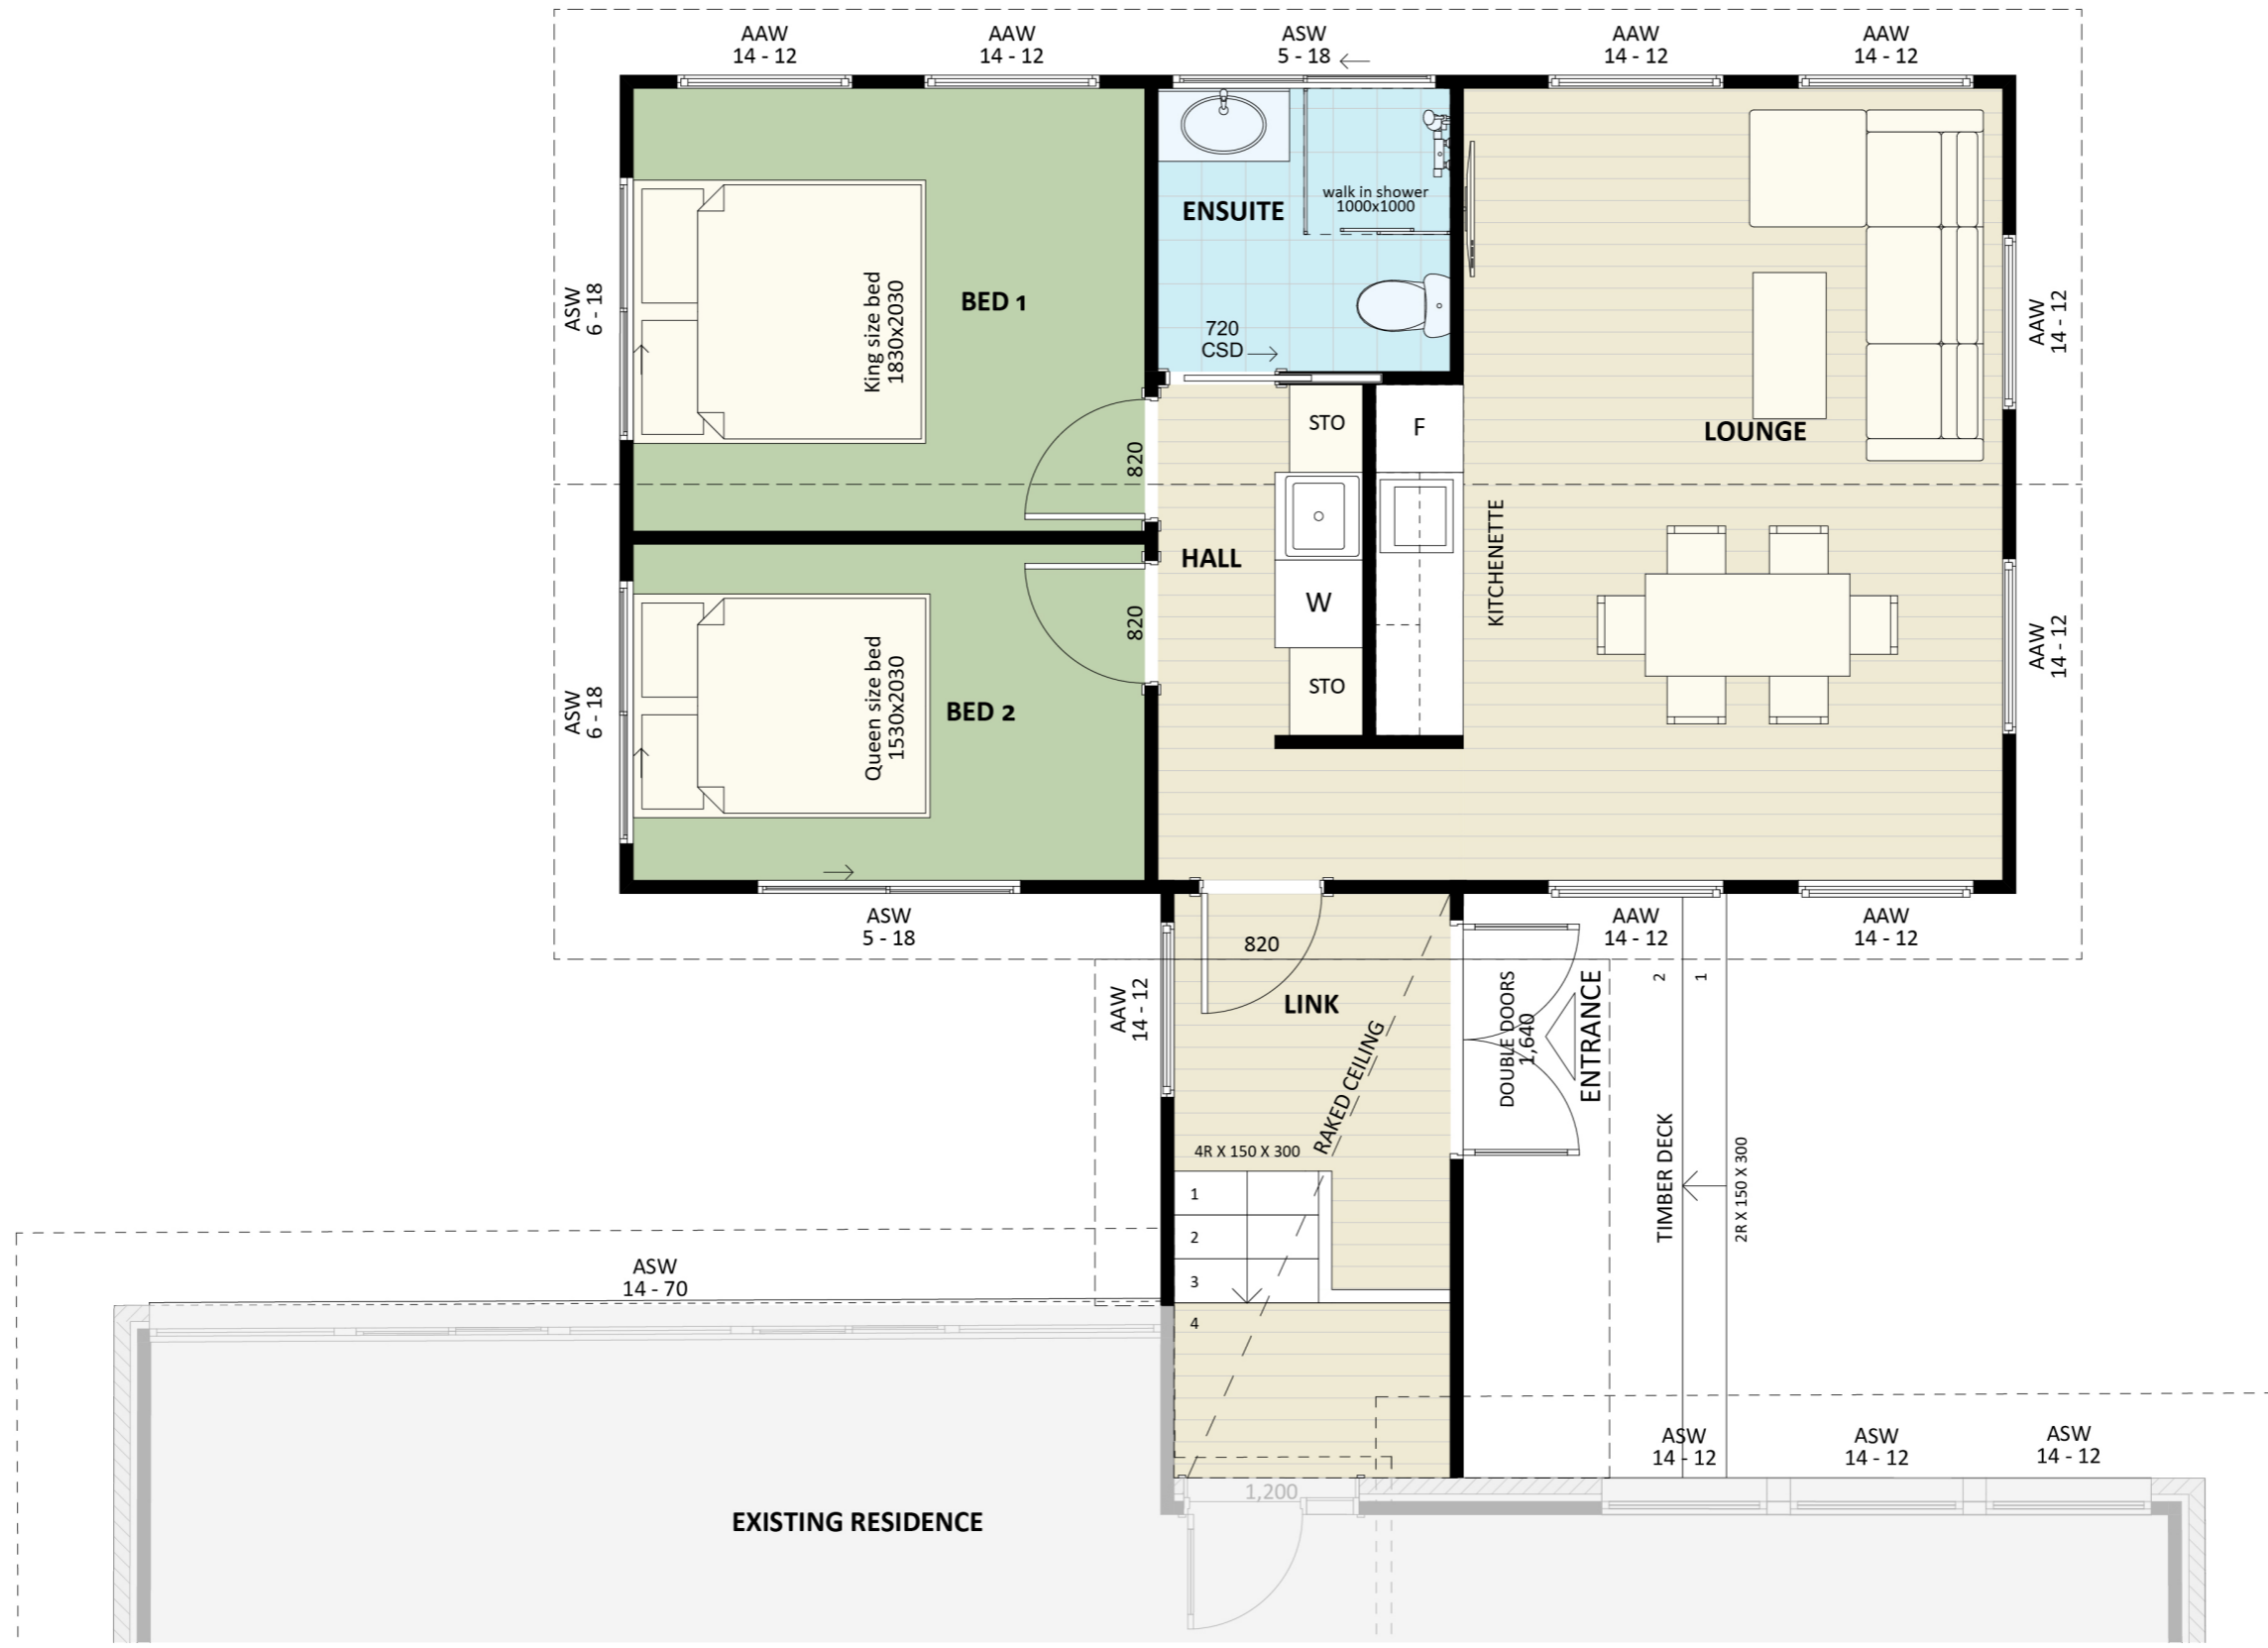 AAW
14 - 12
AAW
14 - 12
ASW
5 - 18
AAW
14 - 12
AAW
14 - 12
ASW
6 - 18
King size bed
1830x2030
BED 1
ENSUITE
walk in shower
1000x1000
720
CSD
820
STO
F
LOUNGE
AAW
14 - 12
HALL
W
STO
KITCHENETTE
820
ASW
6 - 18
Queen size bed
1530x2030
BED 2
AAW
14 - 12
ASW
5 - 18
820
AAW
14 - 12
AAW
14 - 12
AAW
14 - 12
LINK
RAKED CEILING
DOUBLE DOORS
1,640
ENTRANCE
2
1
TIMBER DECK
2R X 150 X 300
4R X 150 X 300
1
2
3
4
ASW
14 - 70
ASW
14 - 12
ASW
14 - 12
ASW
14 - 12
1,200
EXISTING RESIDENCE